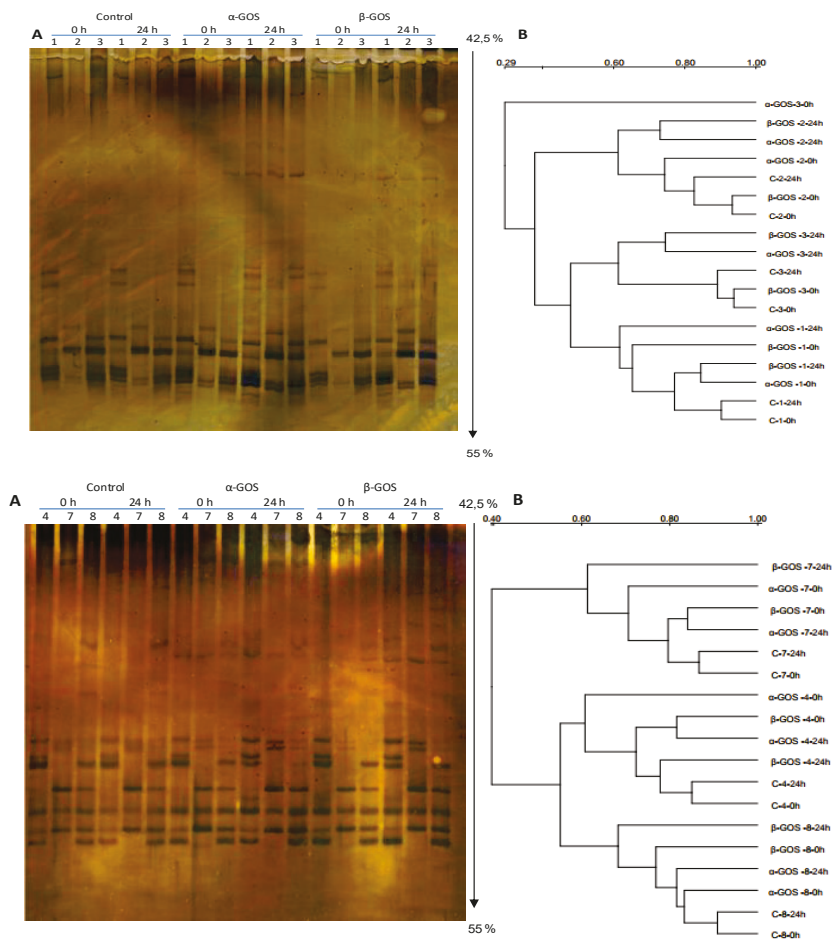 Control α-GOS β-GOS
A 0 h 24 h 0 h 24 h 0 h 24 h 42,5 % B
1 2 3 1 2 3 1 2 3 1 2 3 1 2 3 1 2 3
0.29 0.60 0.80 1.00
α-GOS-3-0h
β-GOS -2-24h
α-GOS -2-24h
α-GOS -2-0h
C-2-24h
β-GOS -2-0h
C-2-0h
β-GOS -3-24h
α-GOS -3-24h
C-3-24h
β-GOS -3-0h
C-3-0h
α-GOS -1-24h
β-GOS -1-0h
β-GOS -1-24h
α-GOS -1-0h
C-1-24h
C-1-0h
55 %
Control α-GOS β-GOS
A 0 h 24 h 0 h 24 h 0 h 24 h 42,5 % B
4 7 8 4 7 8 4 7 8 4 7 8 4 7 8 4 7 8
0.40 0.60 0.80 1.00
β-GOS -7-24h
α-GOS -7-0h
β-GOS -7-0h
α-GOS -7-24h
C-7-24h
C-7-0h
α-GOS -4-0h
β-GOS -4-0h
α-GOS -4-24h
β-GOS -4-24h
C-4-24h
C-4-0h
β-GOS -8-24h
β-GOS -8-0h
α-GOS -8-24h
α-GOS -8-0h
C-8-24h
C-8-0h
55 %